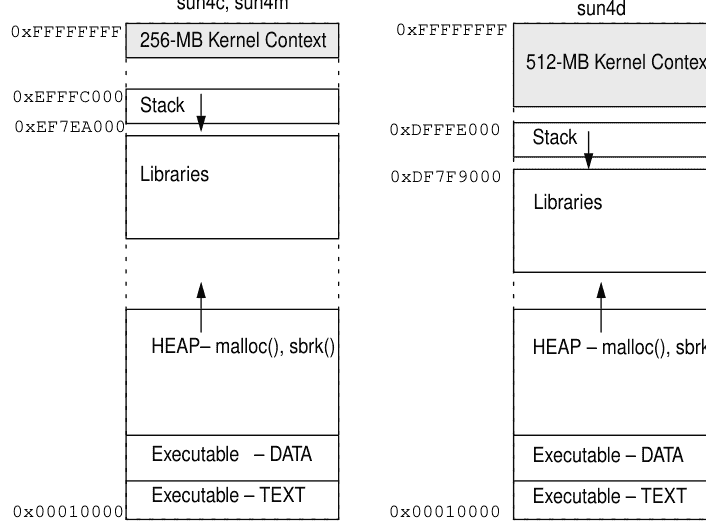 sun4c, sun4m
0xFFFFFFFF
256-MB Kernel Context
0xEFFFC000
Stack
0xEF7EA000
Libraries
HEAP– malloc(), sbrk()
Executable – DATA
Executable – TEXT
0x00010000
sun4d
0xFFFFFFFF
512-MB Kernel Contex
0xDFFFE000
Stack
0xDF7F9000
Libraries
HEAP – malloc(), sbrk
Executable – DATA
Executable – TEXT
0x00010000